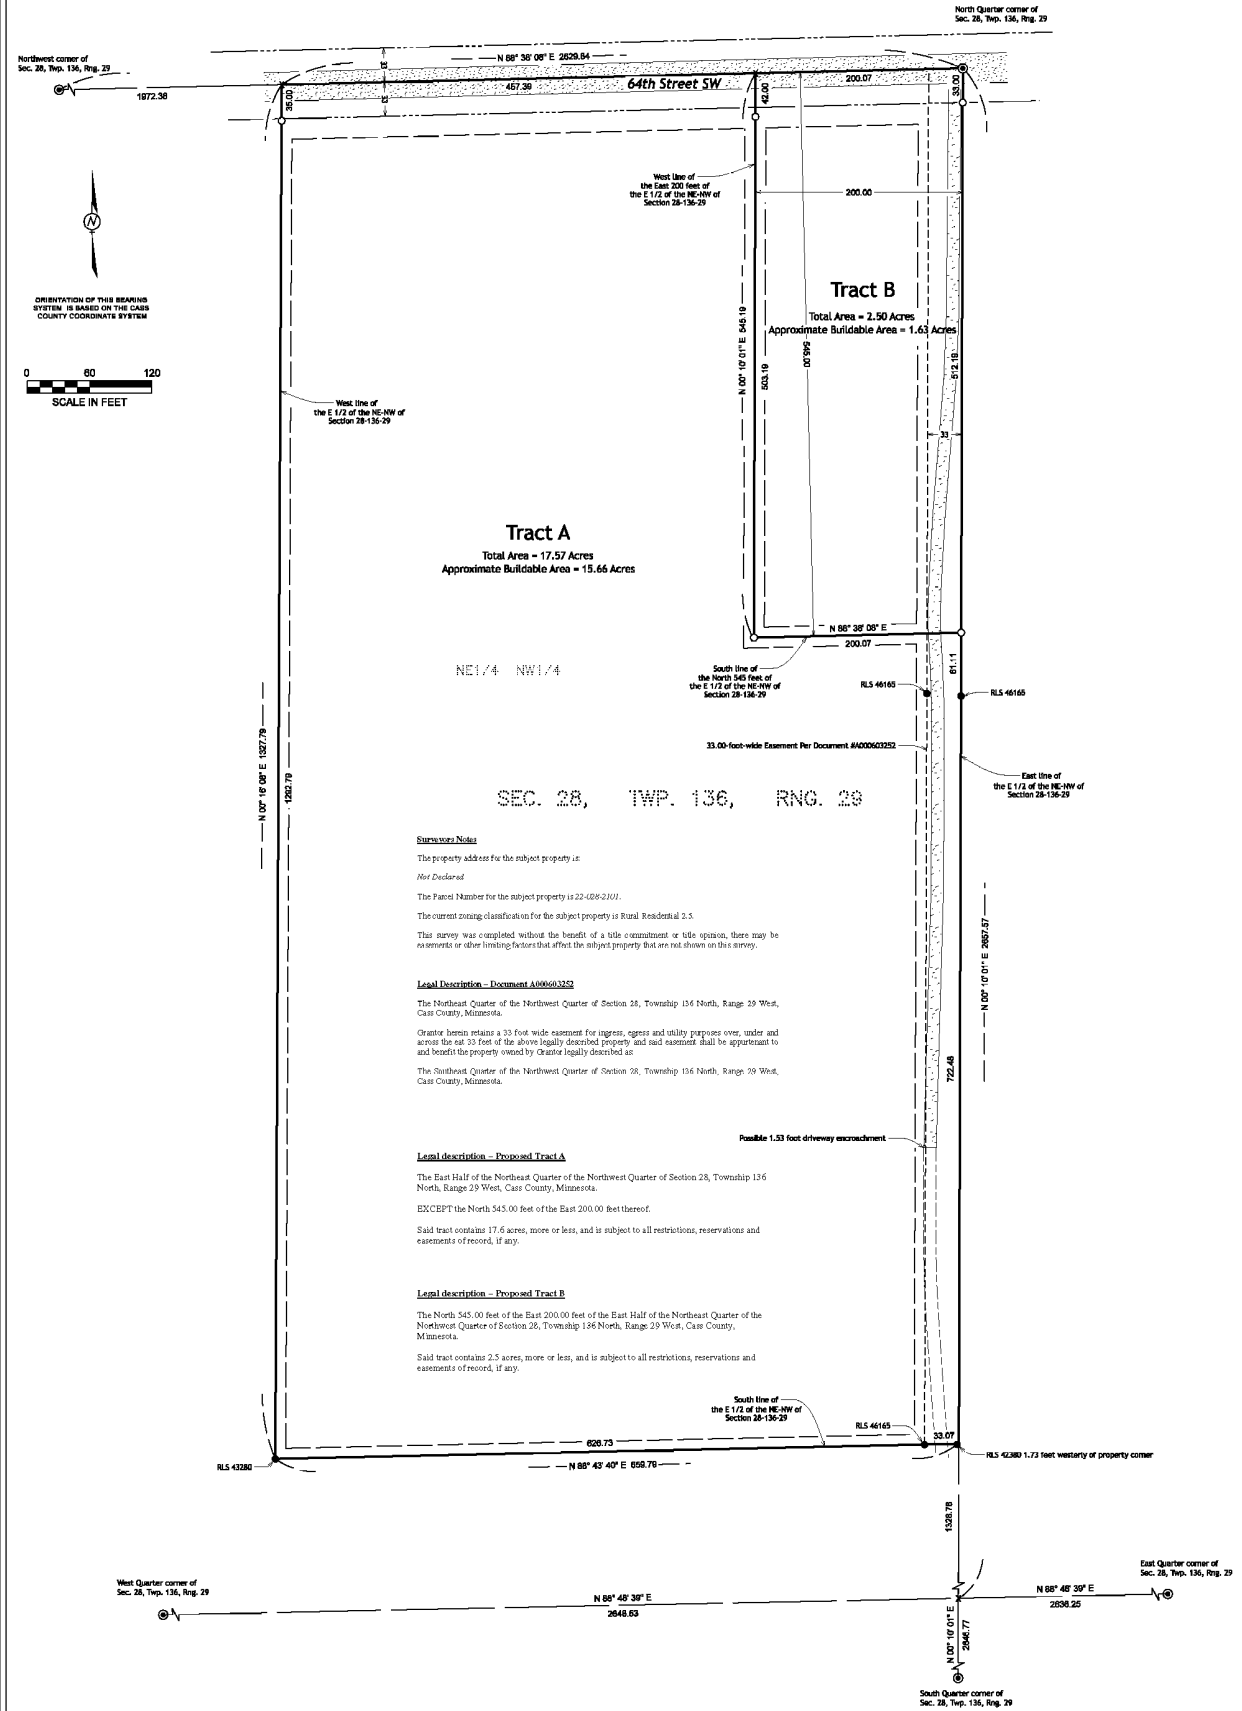 North Quarter corner of
Sec. 28, Twp. 136, Rng. 29
Northwest corner of
Sec. 28, Twp. 136, Rng. 29
N 88° 38' 08" E 2629.64
33
33
1972.38
457.39
64th Street SW
200.07
35.00
42.00
33.00
West line of
the East 200 feet of
the E 1/2 of the NE-NW of
Section 28-136-29
200.00
N
ORIENTATION OF THIS BEARING
SYSTEM IS BASED ON THE CASS
COUNTY COORDINATE SYSTEM
0 60 120
SCALE IN FEET
Tract B
Total Area = 2.50 Acres
Approximate Buildable Area = 1.63 Acres
N 00° 10' 01" E 545.19
503.19
545.00
512.19
33
West line of
the E 1/2 of the NE-NW of
Section 28-136-29
Tract A
Total Area = 17.57 Acres
Approximate Buildable Area = 15.66 Acres
N 88° 38' 08" E
200.07
61.11
NE1/4 NW1/4
South line of
the North 545 feet of
the E 1/2 of the NE-NW of
Section 28-136-29
RLS 46165
RLS 46165
33.00-foot-wide Easement Per Document #A000603252
East line of
the E 1/2 of the NE-NW of
Section 28-136-29
N 00° 16' 08" E 1327.79
1292.79
SEC. 28, TWP. 136, RNG. 29
Surveyors Notes
The property address for the subject property is:
Not Declared
The Parcel Number for the subject property is 22-028-2101.
The current zoning classification for the subject property is Rural Residential 2.5.
This survey was completed without the benefit of a title commitment or title opinion, there may be
easements or other limiting factors that affect the subject property that are not shown on this survey.
Legal Description – Document A000603252
The Northeast Quarter of the Northwest Quarter of Section 28, Township 136 North, Range 29 West,
Cass County, Minnesota.
Grantor herein retains a 33 foot wide easement for ingress, egress and utility purposes over, under and
across the eat 33 feet of the above legally described property and said easement shall be appurtenant to
and benefit the property owned by Grantor legally described as:
The Southeast Quarter of the Northwest Quarter of Section 28, Township 136 North, Range 29 West,
Cass County, Minnesota.
N 00° 10' 01" E 2657.57
722.48
Possible 1.53 foot driveway encroachment
Legal description – Proposed Tract A
The East Half of the Northeast Quarter of the Northwest Quarter of Section 28, Township 136
North, Range 29 West, Cass County, Minnesota.
EXCEPT the North 545.00 feet of the East 200.00 feet thereof.
Said tract contains 17.6 acres, more or less, and is subject to all restrictions, reservations and
easements of record, if any.
Legal description – Proposed Tract B
The North 545.00 feet of the East 200.00 feet of the East Half of the Northeast Quarter of the
Northwest Quarter of Section 28, Township 136 North, Range 29 West, Cass County,
Minnesota.
Said tract contains 2.5 acres, more or less, and is subject to all restrictions, reservations and
easements of record, if any.
South line of
the E 1/2 of the NE-NW of
Section 28-136-29
RLS 46165
626.73
33.07
RLS 43280
N 88° 43' 40" E 659.79
RLS 42380 1.73 feet westerly of property corner
1328.78
West Quarter corner of
Sec. 28, Twp. 136, Rng. 29
East Quarter corner of
Sec. 28, Twp. 136, Rng. 29
N 88° 48' 39" E
2648.53
N 88° 48' 39" E
2636.25
N 00° 10' 01" E
2648.77
South Quarter corner of
Sec. 28, Twp. 136, Rng. 29